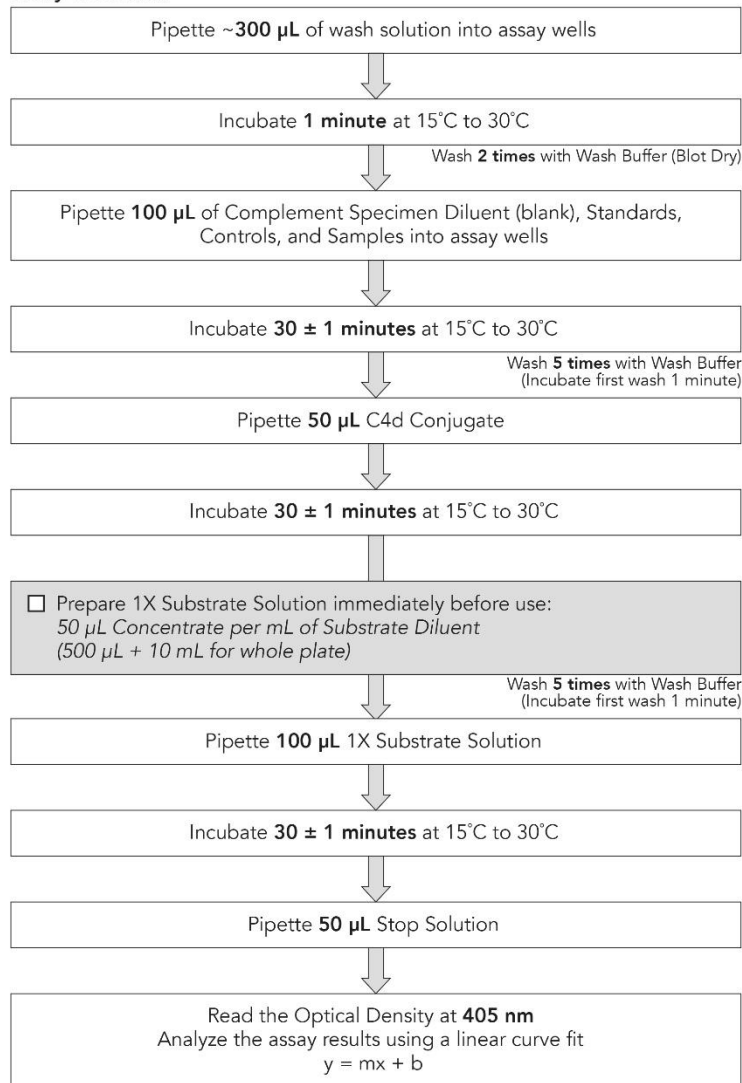 Pipette ~300 µL of wash solution into assay wells
Incubate 1 minute at 15˚C to 30˚C
Wash 2 times with Wash Buffer (Blot Dry)
Pipette 100 µL of Complement Specimen Diluent (blank), Standards,
Controls, and Samples into assay wells
Incubate 30 ± 1 minutes at 15˚C to 30˚C
Wash 5 times with Wash Buffer
(Incubate first wash 1 minute)
Pipette 50 µL C4d Conjugate
Incubate 30 ± 1 minutes at 15˚C to 30˚C
☐ Prepare 1X Substrate Solution immediately before use:
50 µL Concentrate per mL of Substrate Diluent
(500 µL + 10 mL for whole plate)
Wash 5 times with Wash Buffer
(Incubate first wash 1 minute)
Pipette 100 µL 1X Substrate Solution
Incubate 30 ± 1 minutes at 15˚C to 30˚C
Pipette 50 µL Stop Solution
Read the Optical Density at 405 nm
Analyze the assay results using a linear curve fit
y = mx + b